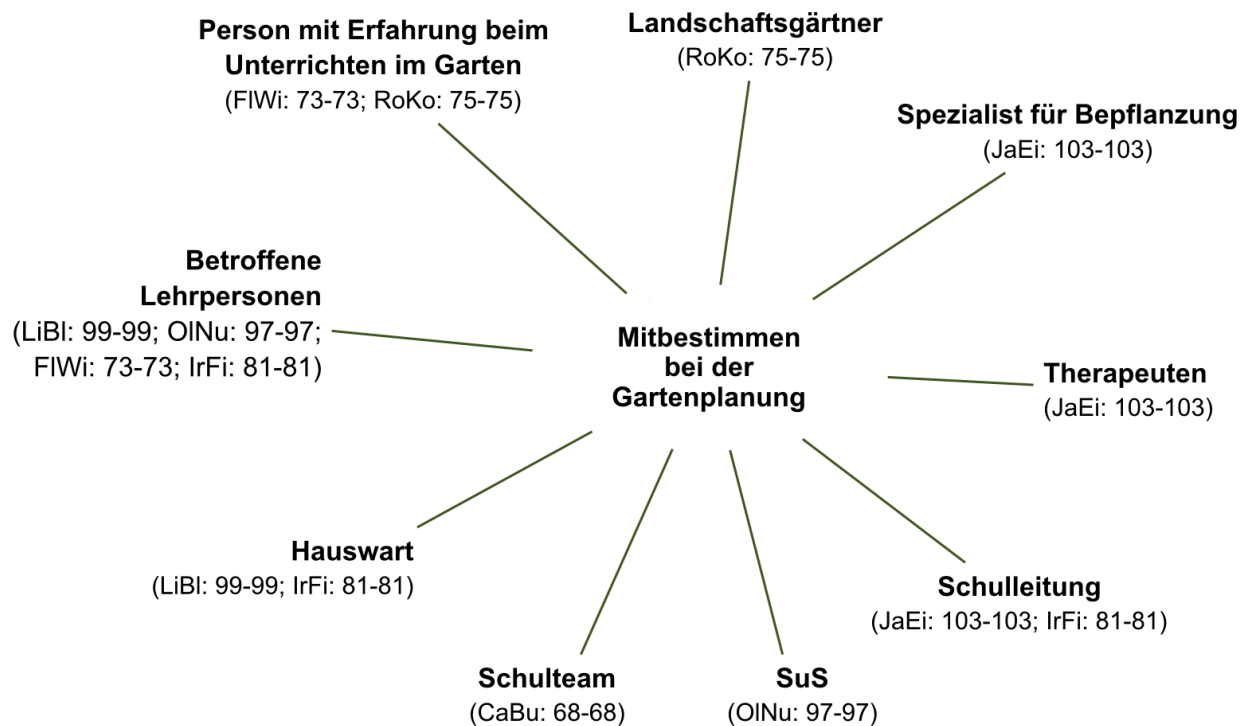 Person mit Erfahrung beim
Unterrichten im Garten
(FlWi: 73-73; RoKo: 75-75)
Landschaftsgärtner
(RoKo: 75-75)
Spezialist für Bepflanzung
(JaEi: 103-103)
Betroffene
Lehrpersonen
(LiBl: 99-99; OlNu: 97-97;
FlWi: 73-73; IrFi: 81-81)
Mitbestimmen
bei der
Gartenplanung
Therapeuten
(JaEi: 103-103)
Hauswart
(LiBl: 99-99; IrFi: 81-81)
Schulleitung
(JaEi: 103-103; IrFi: 81-81)
Schulteam
(CaBu: 68-68)
SuS
(OlNu: 97-97)